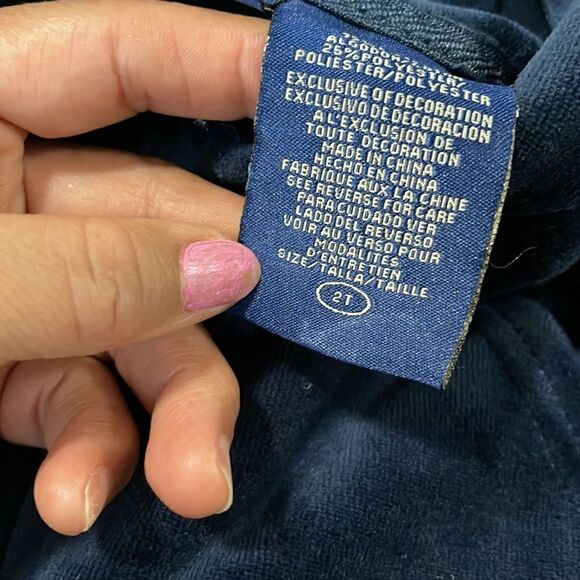 25% POLYESTER/
POLIESTER/POLYESTER
EXCLUSIVE OF DECORATION
EXCLUSIVO DE DECORACION
A L'EXCLUSION DE
TOUTE DECORATION
MADE IN CHINA
HECHO EN CHINA
FABRIQUE AUX LA CHINE
SEE REVERSE FOR CARE
PARA CUIDADO VER
LADO DEL REVERSO
VOIR AU VERSO POUR
MODALITES
D'ENTRETIEN
SIZE/TALLA/TAILLE
2T